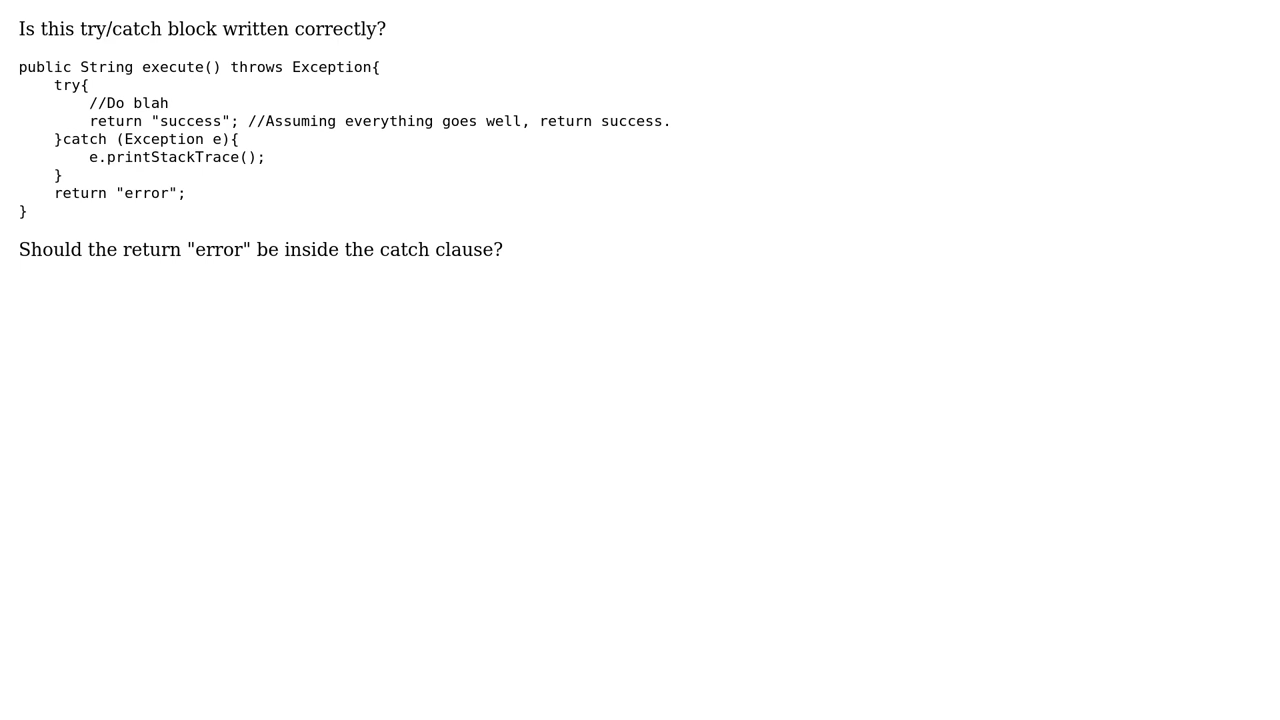 Is this try/catch block written correctly?
public String execute() throws Exception{
    try{
        //Do blah
        return "success"; //Assuming everything goes well, return success.
    }catch (Exception e){
        e.printStackTrace();
    }
    return "error";
}
Should the return "error" be inside the catch clause?